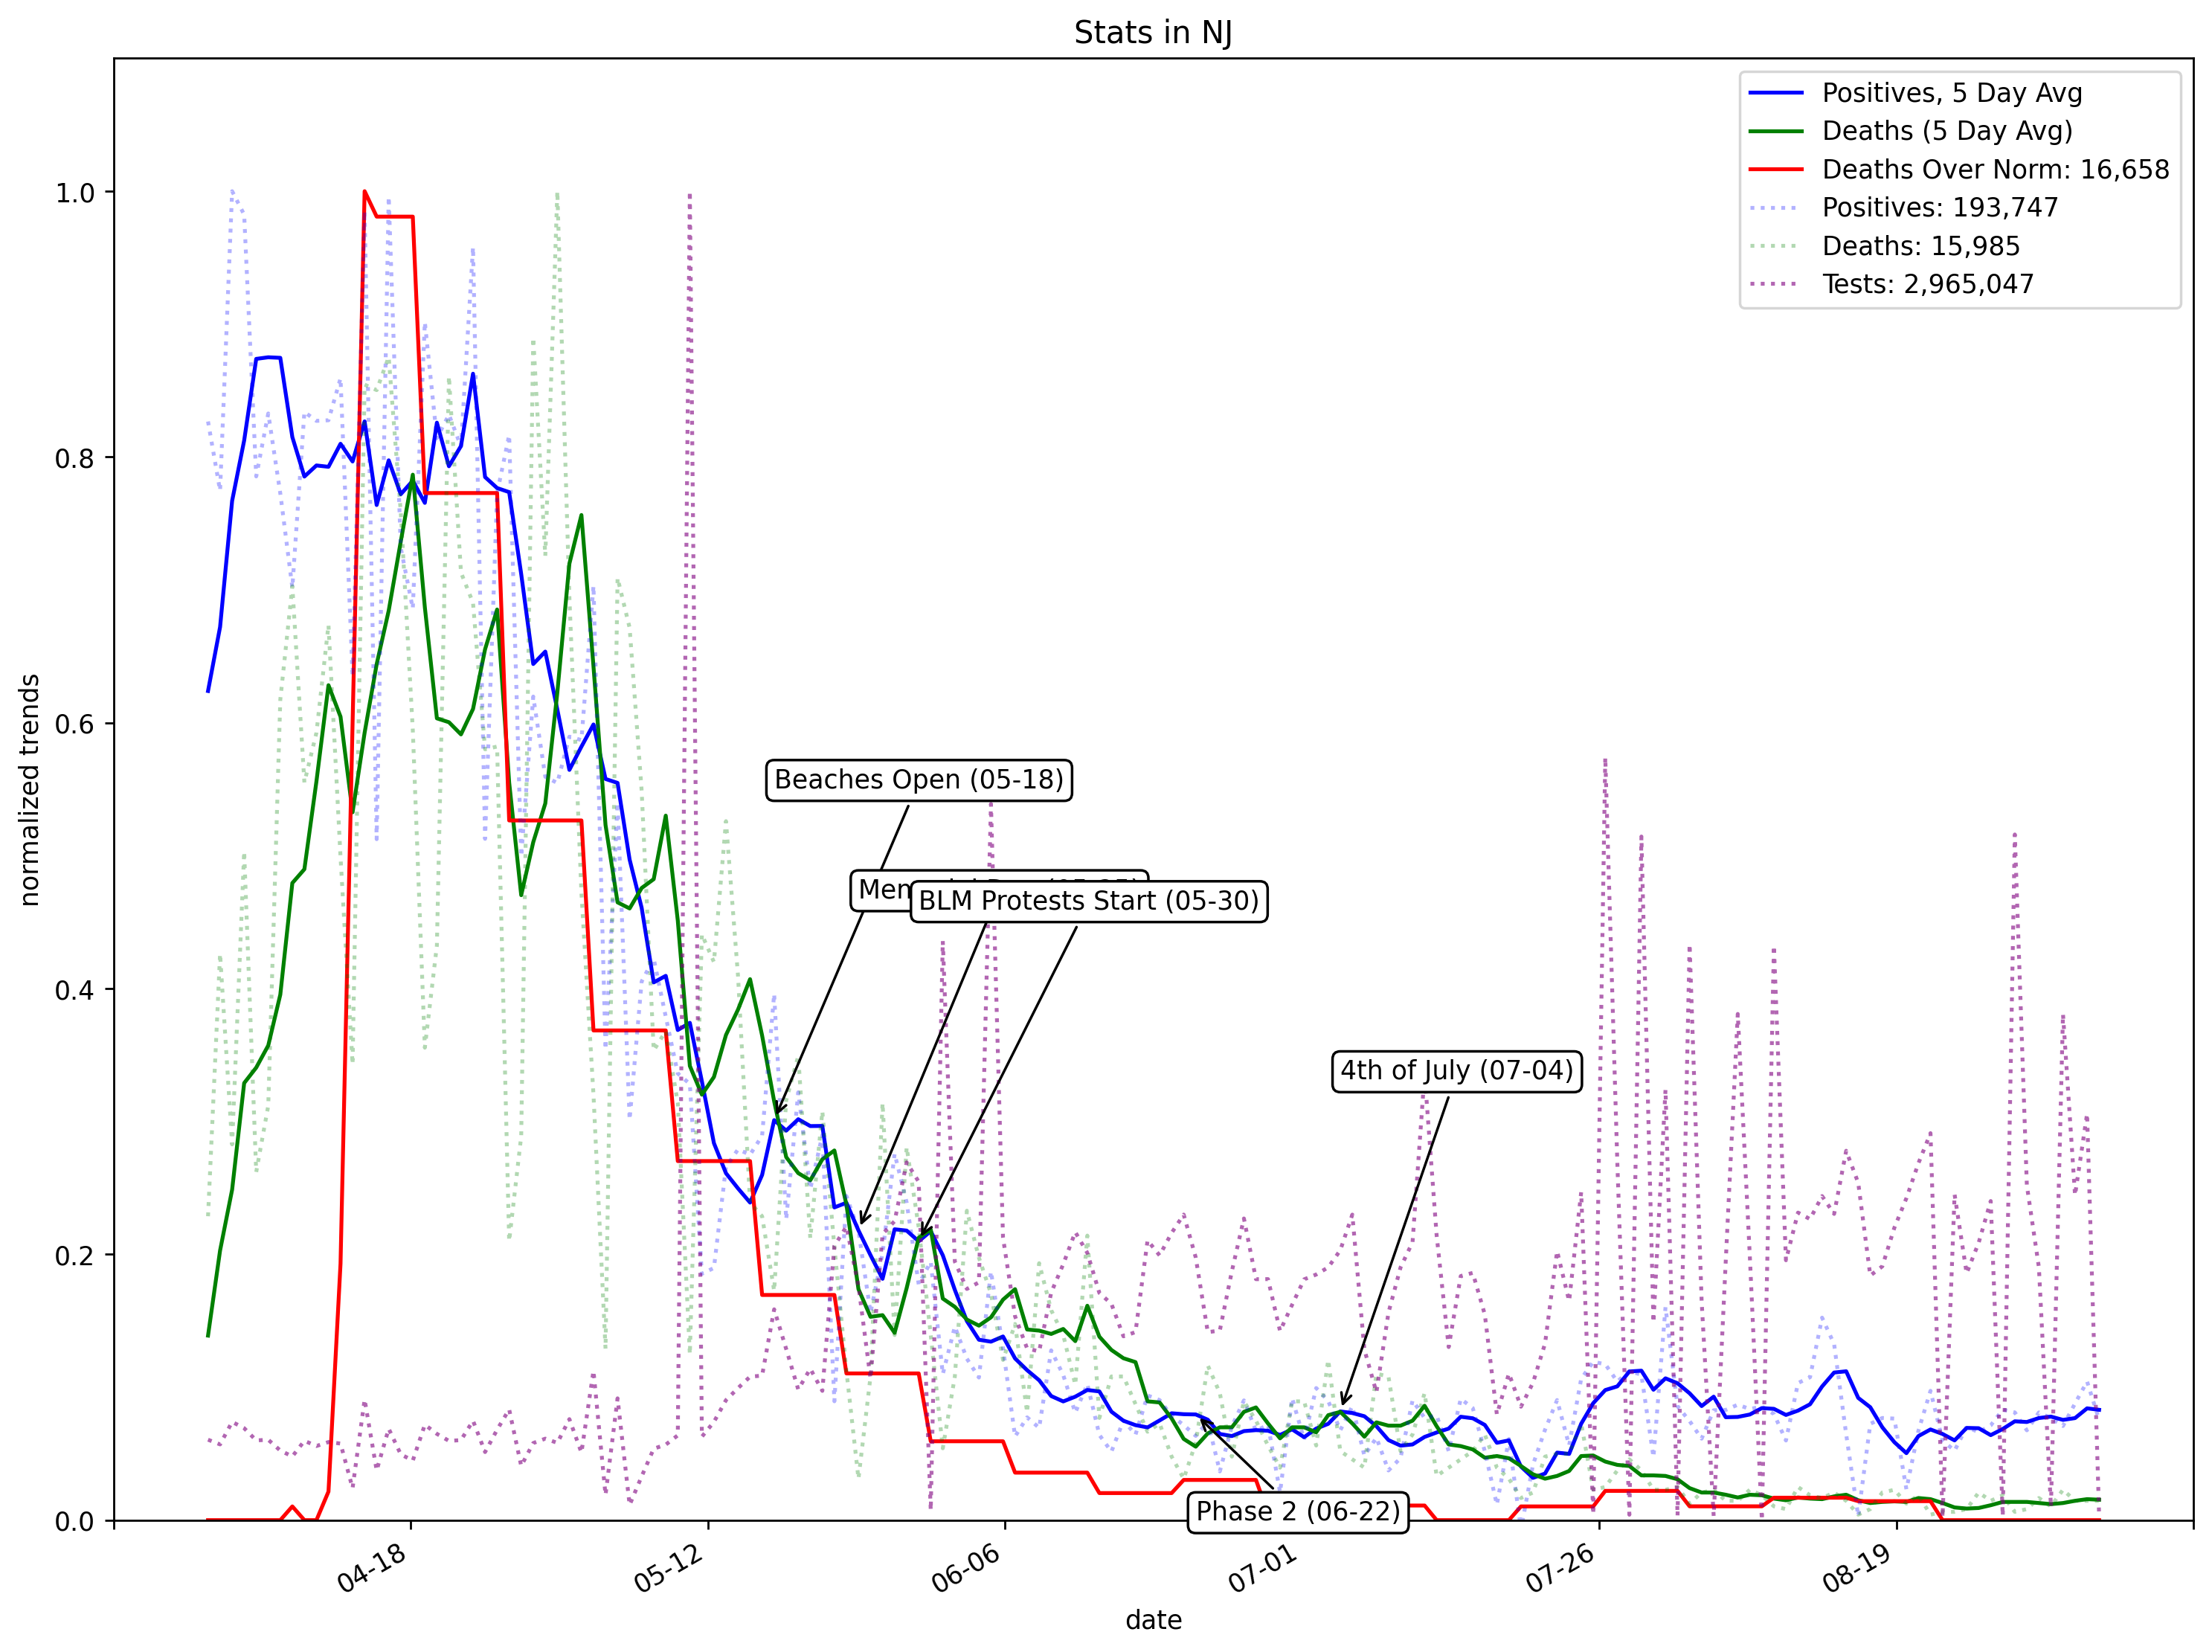 Stats in NJ
Positives, 5 Day Avg
Deaths (5 Day Avg)
Deaths Over Norm: 16,658
Positives: 193,747
Deaths: 15,985
Tests: 2,965,047
normalized trends
1.0
0.8
0.6
0.4
0.2
0.0
Beaches Open (05-18)
BLM Protests Start (05-30)
4th of July (07-04)
Phase 2 (06-22)
04-18
05-12
06-06
07-01
07-26
08-19
date